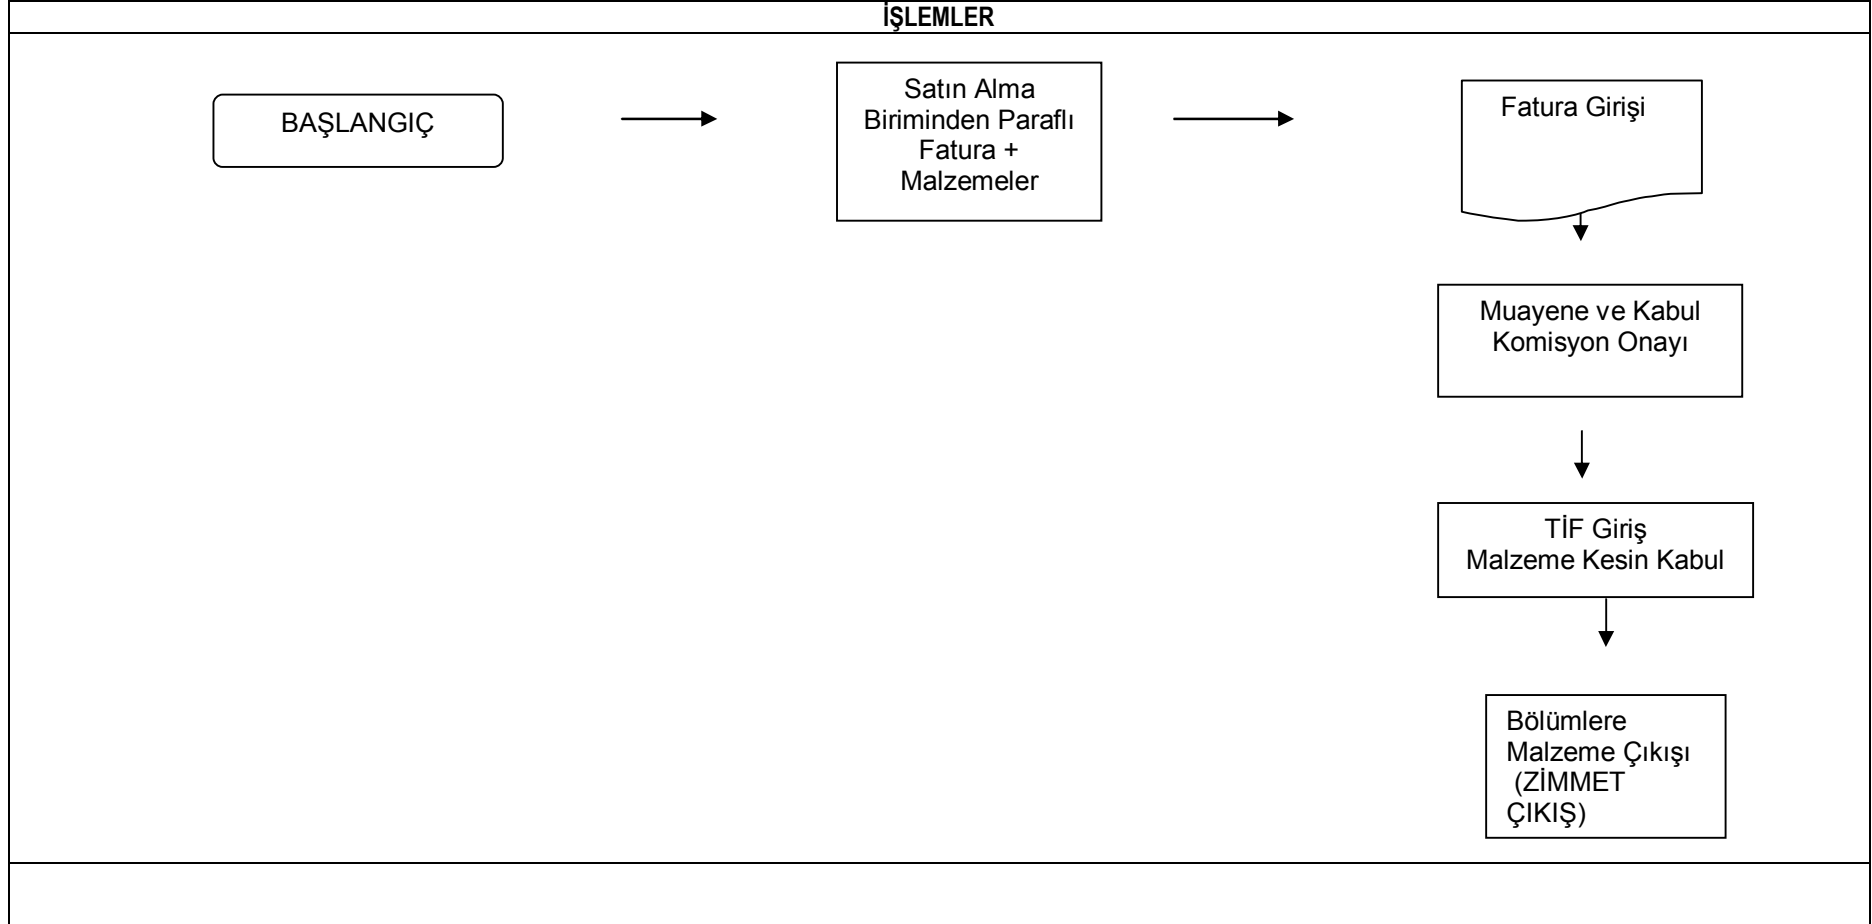 İŞLEMLER
BAŞLANGIÇ
Satın Alma
Biriminden Paraflı
Fatura +
Malzemeler
Fatura Girişi
Muayene ve Kabul
Komisyon Onayı
TİF Giriş
Malzeme Kesin Kabul
Bölümlere
Malzeme Çıkışı
(ZİMMET
ÇIKIŞ)